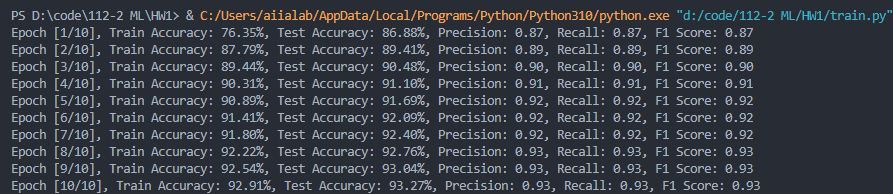 PS D:\code\112-2 ML\HW1> & C:/Users/aiialab/AppData/Local/Programs/Python/Python310/python.exe "d:/code/112-2 ML/HW1/train.py"
Epoch [1/10], Train Accuracy: 76.35%, Test Accuracy: 86.88%, Precision: 0.87, Recall: 0.87, F1 Score: 0.87
Epoch [2/10], Train Accuracy: 87.79%, Test Accuracy: 89.41%, Precision: 0.89, Recall: 0.89, F1 Score: 0.89
Epoch [3/10], Train Accuracy: 89.44%, Test Accuracy: 90.48%, Precision: 0.90, Recall: 0.90, F1 Score: 0.90
Epoch [4/10], Train Accuracy: 90.31%, Test Accuracy: 91.10%, Precision: 0.91, Recall: 0.91, F1 Score: 0.91
Epoch [5/10], Train Accuracy: 90.89%, Test Accuracy: 91.69%, Precision: 0.92, Recall: 0.92, F1 Score: 0.92
Epoch [6/10], Train Accuracy: 91.41%, Test Accuracy: 92.09%, Precision: 0.92, Recall: 0.92, F1 Score: 0.92
Epoch [7/10], Train Accuracy: 91.80%, Test Accuracy: 92.40%, Precision: 0.92, Recall: 0.92, F1 Score: 0.92
Epoch [8/10], Train Accuracy: 92.22%, Test Accuracy: 92.76%, Precision: 0.93, Recall: 0.93, F1 Score: 0.93
Epoch [9/10], Train Accuracy: 92.54%, Test Accuracy: 93.04%, Precision: 0.93, Recall: 0.93, F1 Score: 0.93
Epoch [10/10], Train Accuracy: 92.91%, Test Accuracy: 93.27%, Precision: 0.93, Recall: 0.93, F1 Score: 0.93